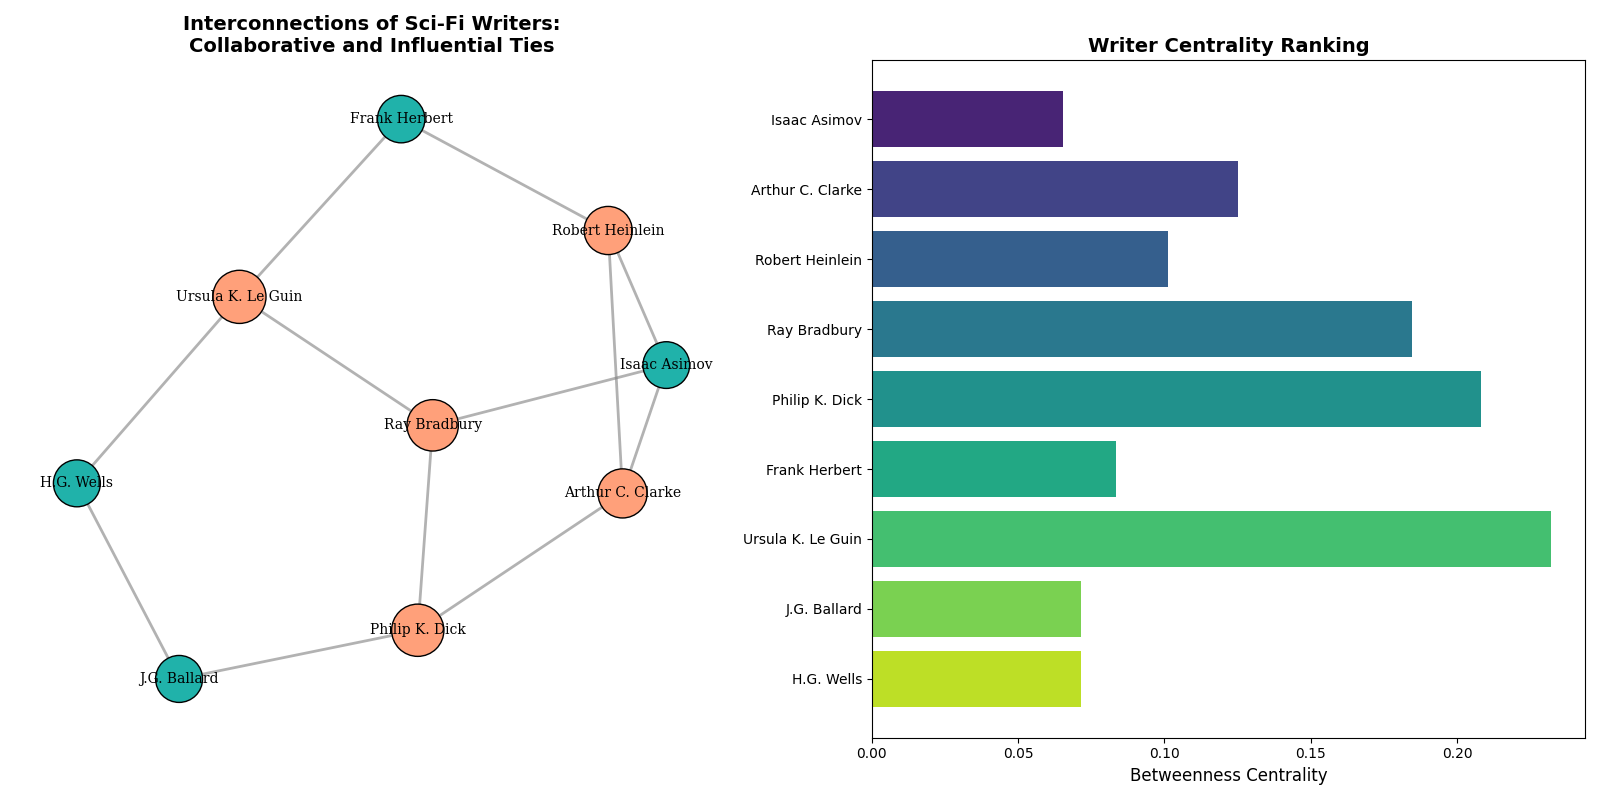 Interconnections of Sci-Fi Writers:
Collaborative and Influential Ties
Frank Herbert
Robert Heinlein
Ursula K. Le Guin
Isaac Asimov
Ray Bradbury
H.G. Wells
Arthur C. Clarke
Philip K. Dick
J.G. Ballard
Writer Centrality Ranking
Isaac Asimov
Arthur C. Clarke
Robert Heinlein
Ray Bradbury
Philip K. Dick
Frank Herbert
Ursula K. Le Guin
J.G. Ballard
H.G. Wells
0.00 0.05 0.10 0.15 0.20
Betweenness Centrality